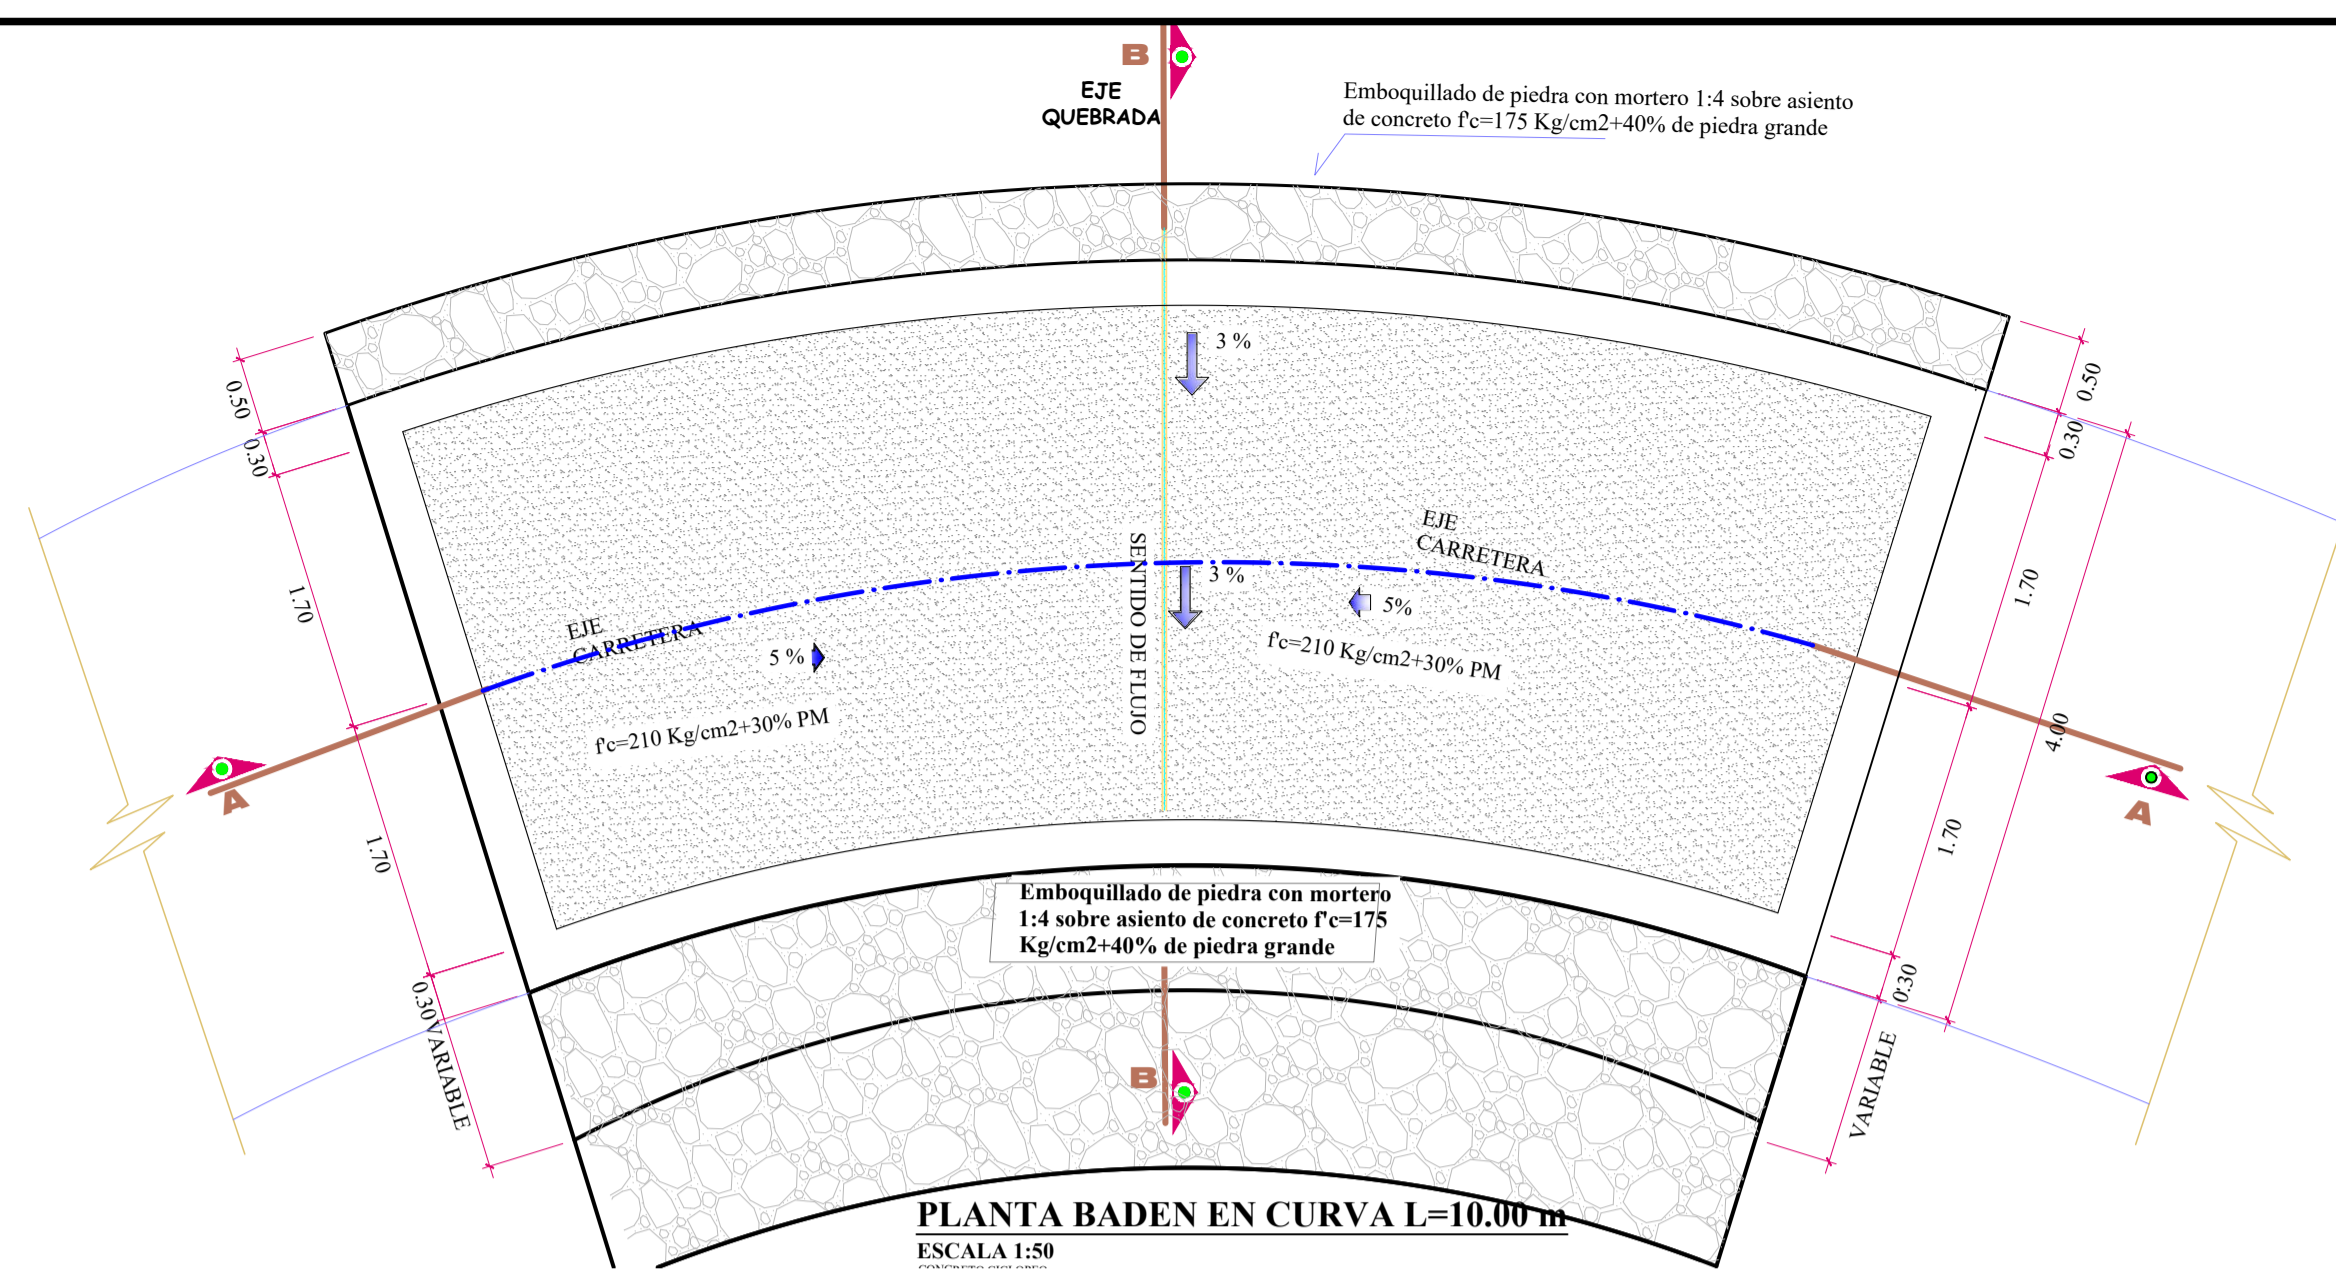 B
EJE
QUEBRADA
Emboquillado de piedra con mortero 1:4 sobre asiento
de concreto f'c=175 Kg/cm2+40% de piedra grande
3 %
0.50
0.30
1.70
1.70
0.30
VARIABLE
0.50
0.30
1.70
4.00
1.70
0.30
VARIABLE
EJE
CARRETERA
3 %
5%
f'c=210 Kg/cm2+30% PM
SENTIDO DE FLUJO
EJE
CARRETERA
5 %
f'c=210 Kg/cm2+30% PM
A
A
Emboquillado de piedra con mortero
1:4 sobre asiento de concreto f'c=175
Kg/cm2+40% de piedra grande
B
PLANTA BADEN EN CURVA L=10.00 m
ESCALA 1:50